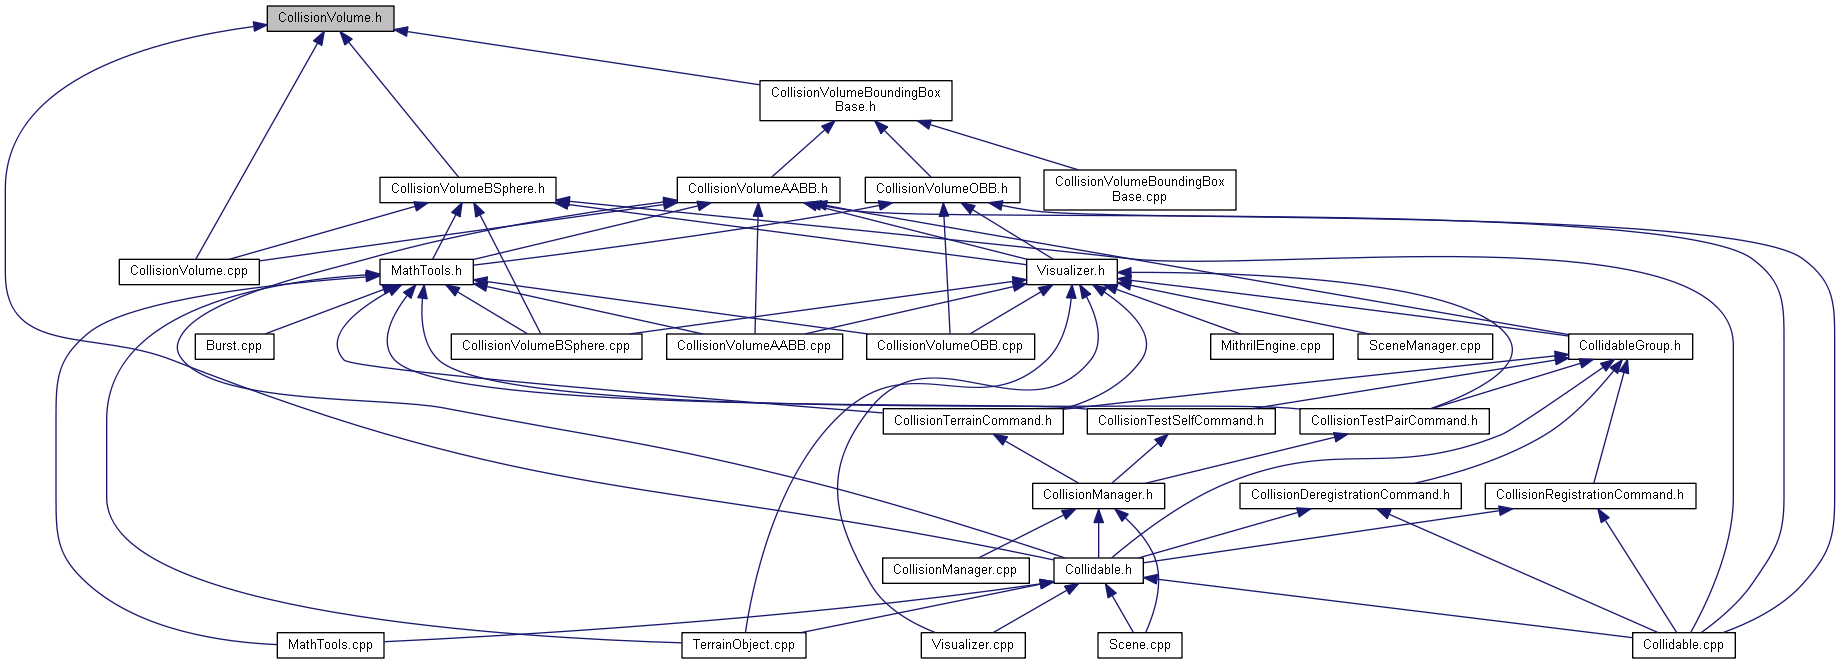 CollisionVolume.h
CollisionVolumeBoundingBox
Base.h
CollisionVolumeBSphere.h
CollisionVolumeAABB.h
CollisionVolumeOBB.h
CollisionVolumeBoundingBox
Base.cpp
CollisionVolume.cpp
MathTools.h
Visualizer.h
Burst.cpp
CollisionVolumeBSphere.cpp
CollisionVolumeAABB.cpp
CollisionVolumeOBB.cpp
MithrilEngine.cpp
SceneManager.cpp
CollidableGroup.h
CollisionTerrainCommand.h
CollisionTestSelfCommand.h
CollisionTestPairCommand.h
CollisionManager.h
CollisionDeregistrationCommand.h
CollisionRegistrationCommand.h
CollisionManager.cpp
Collidable.h
MathTools.cpp
TerrainObject.cpp
Visualizer.cpp
Scene.cpp
Collidable.cpp